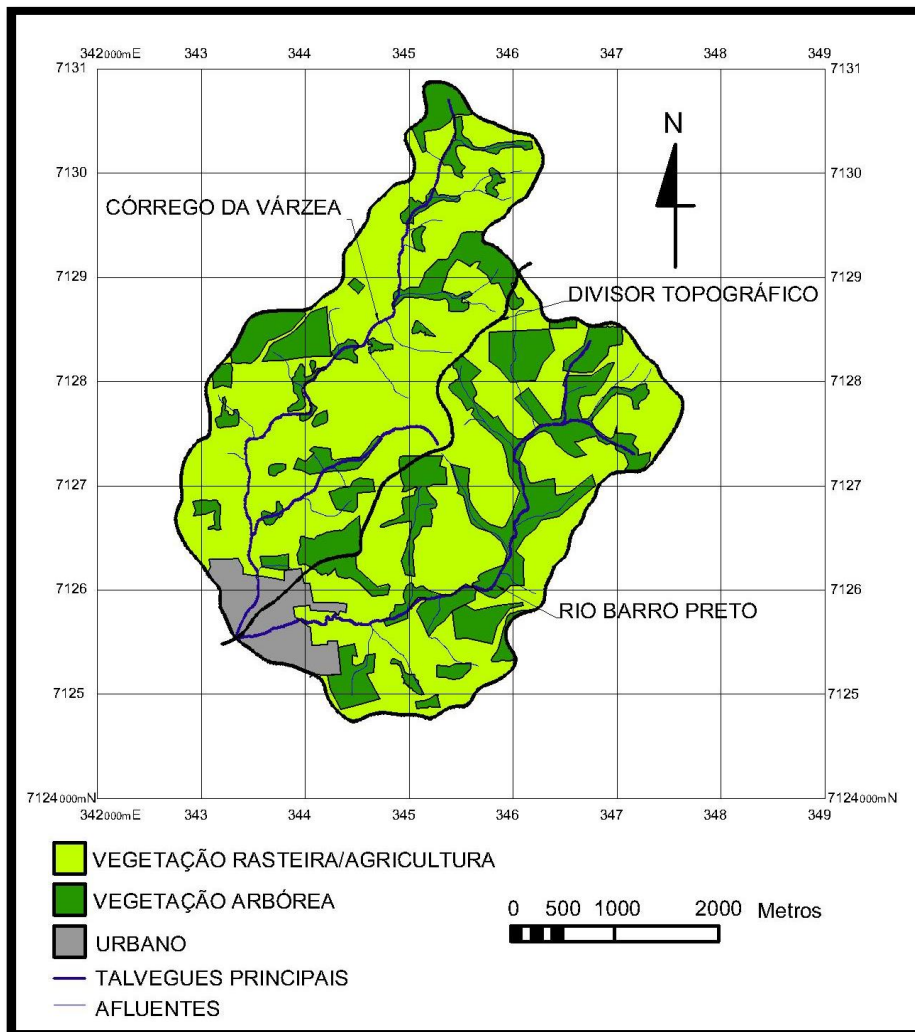 342000mE 343 344 345 346 347 348 349
7131 7131
7130 7130
N
CÓRREGO DA VÁRZEA
7129 7129
DIVISOR TOPOGRÁFICO
7128 7128
7127 7127
7126 7126
RIO BARRO PRETO
7125 7125
7124000mN 7124000mN
342000mE 343 344 345 346 347 348 349
VEGETAÇÃO RASTEIRA/AGRICULTURA
VEGETAÇÃO ARBÓREA
URBANO
TALVEGUES PRINCIPAIS
AFLUENTES
0 500 1000 2000 Metros